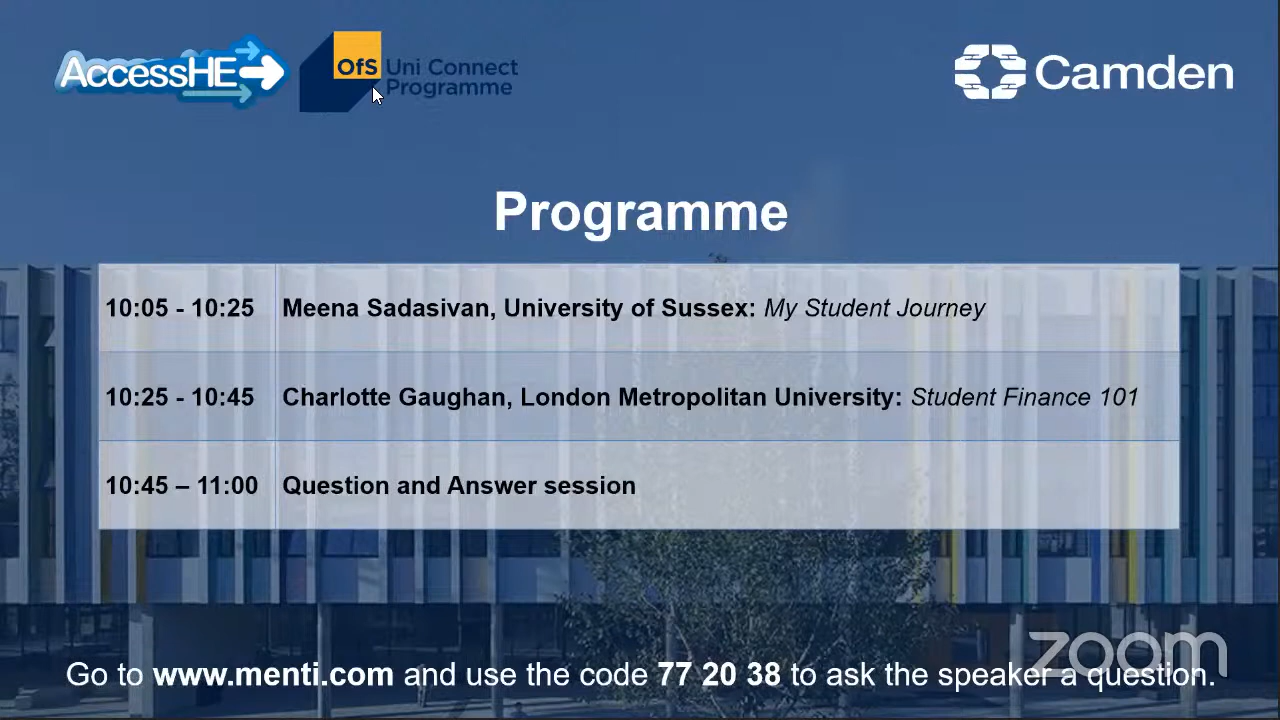 AccessHE
OfS
Uni Connect
Programme
Camden
Programme
10:05 - 10:25 Meena Sadasivan, University of Sussex: My Student Journey
10:25 - 10:45 Charlotte Gaughan, London Metropolitan University: Student Finance 101
10:45 – 11:00 Question and Answer session
zoom
Go to www.menti.com and use the code 77 20 38 to ask the speaker a question.